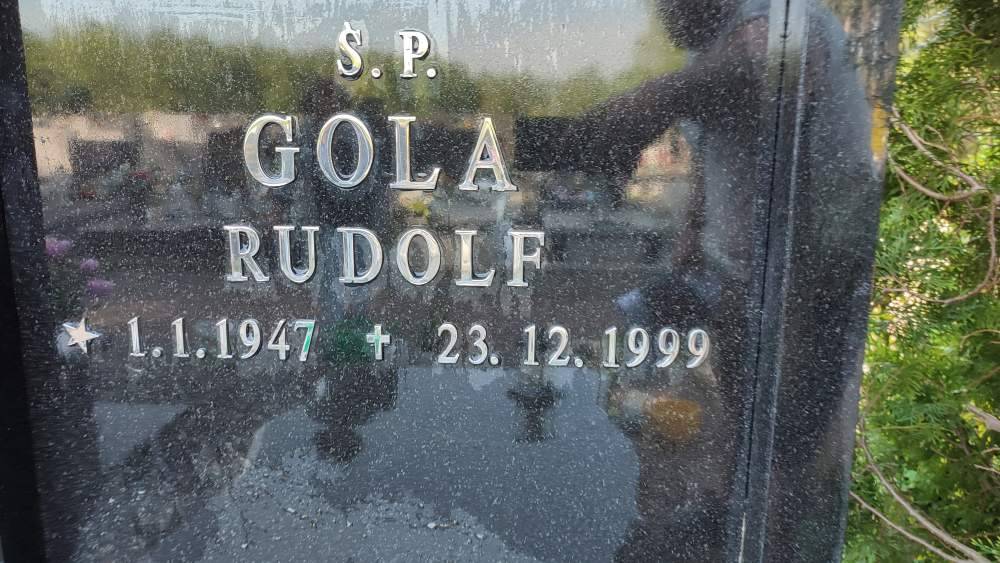 Ś.P.
GOLA
RUDOLF
★ 1.1.1947 ✝ 23.12.1999